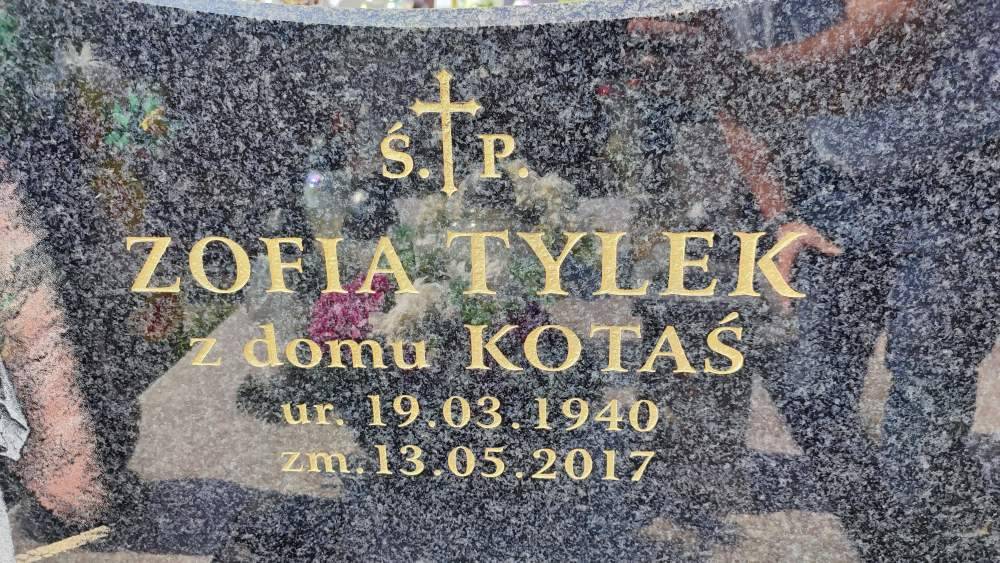 Ś. P.
ZOFIA TYLEK
z domu KOTAŚ
ur. 19.03.1940
zm. 13.05.2017